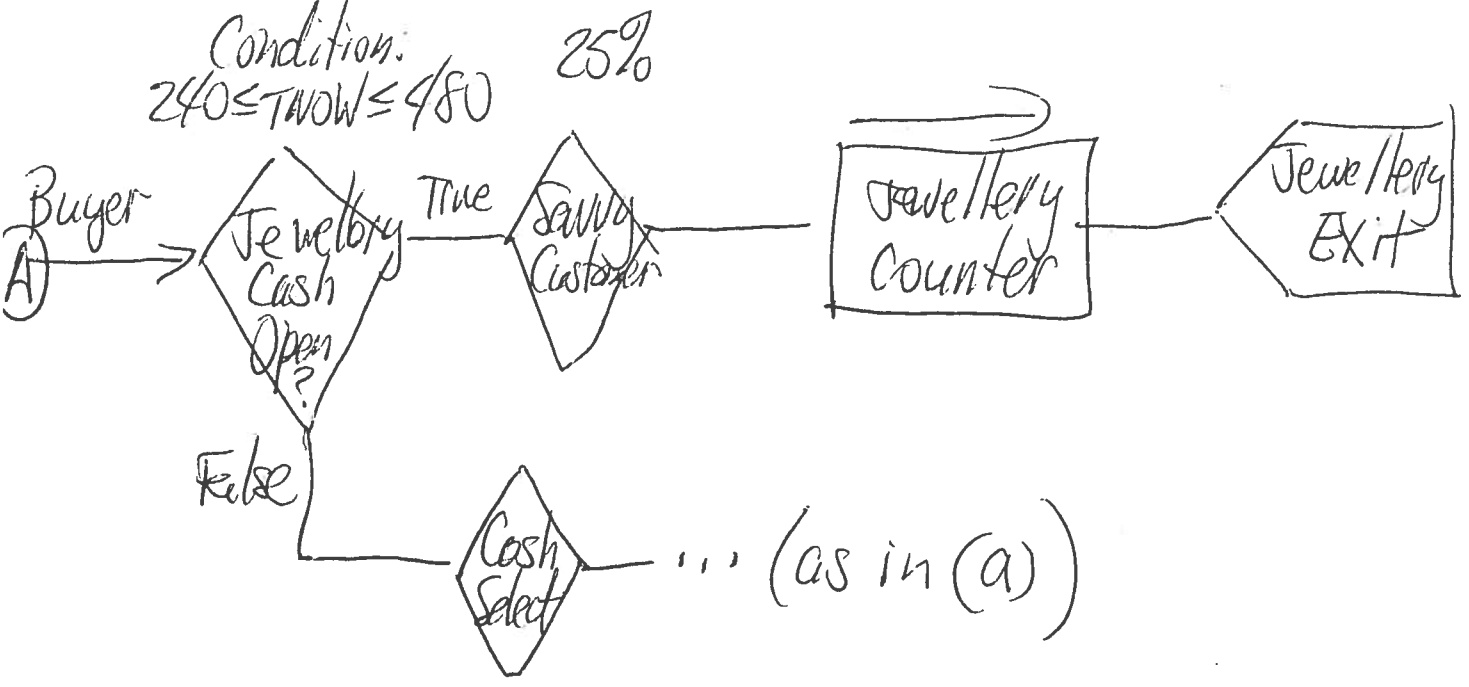 Condition:
240≤TNOW≤480
25%
Buyer
A
Jewellery
Cash
Open
?
True
Savvy
Customer
Jewellery
Counter
Jewellery
Exit
False
Cash
Select
... (as in (a)